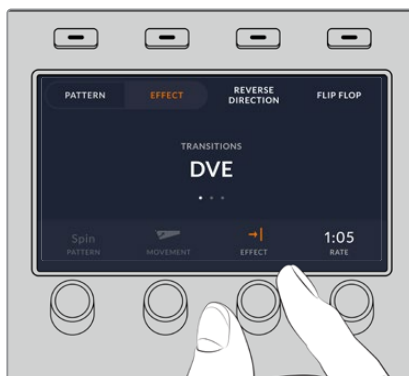 PATTERN
EFFECT
REVERSE
DIRECTION
FLIP FLOP
TRANSITIONS
DVE
Spin
PATTERN
MOVEMENT
EFFECT
1:05
RATE